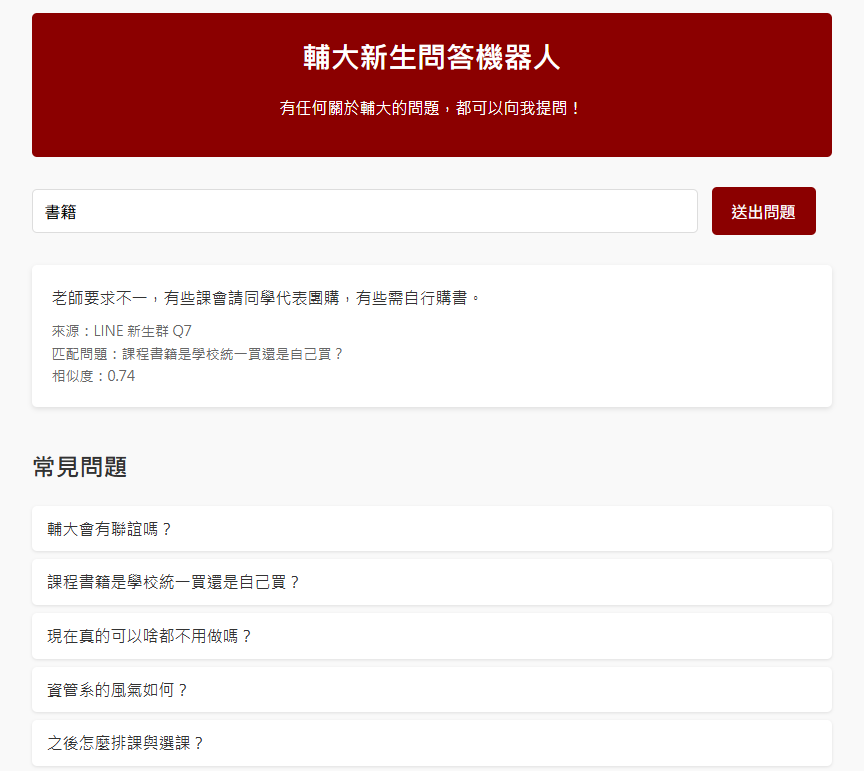 輔大新生問答機器人
有任何關於輔大的問題，都可以向我提問！
書籍
送出問題
老師要求不一，有些課會請同學代表團購，有些需自行購書。
來源：LINE 新生群 Q7
匹配問題：課程書籍是學校統一買還是自己買？
相似度：0.74
常見問題
輔大會有聯誼嗎？
課程書籍是學校統一買還是自己買？
現在真的可以啥都不用做嗎？
資管系的風氣如何？
之後怎麼排課與選課？